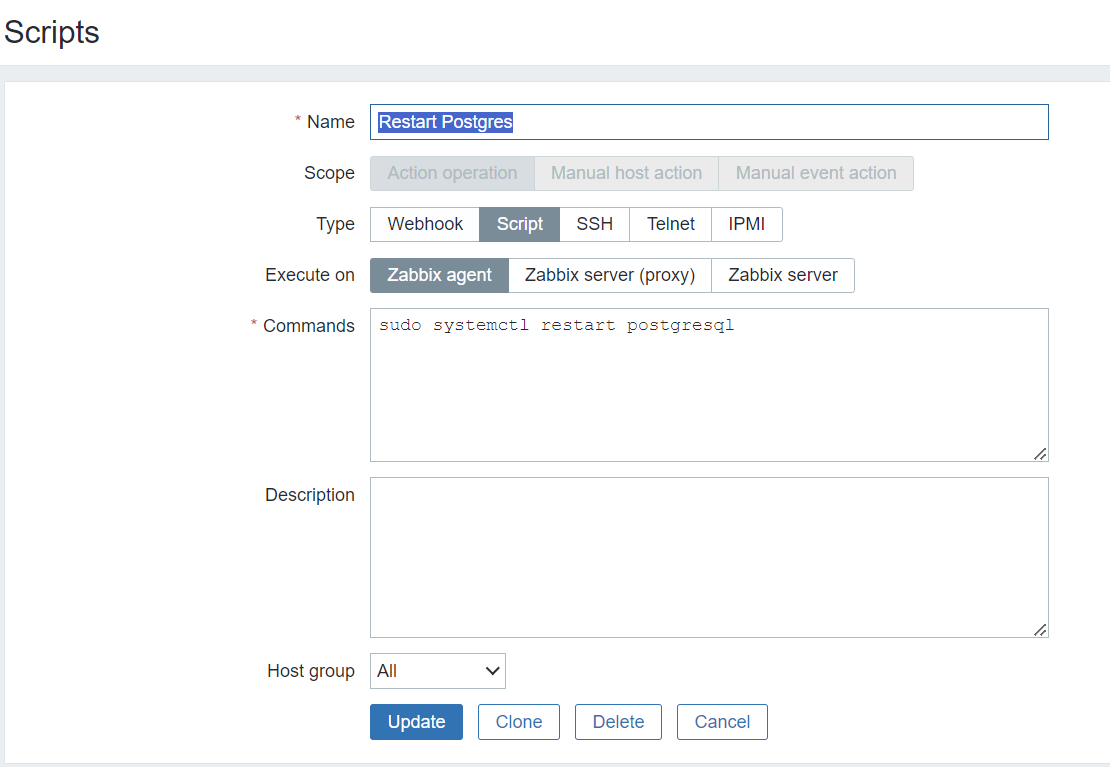 Scripts
* Name Restart Postgres
Scope Action operation Manual host action Manual event action
Type Webhook Script SSH Telnet IPMI
Execute on Zabbix agent Zabbix server (proxy) Zabbix server
* Commands sudo systemctl restart postgresql
Description
Host group All
Update Clone Delete Cancel